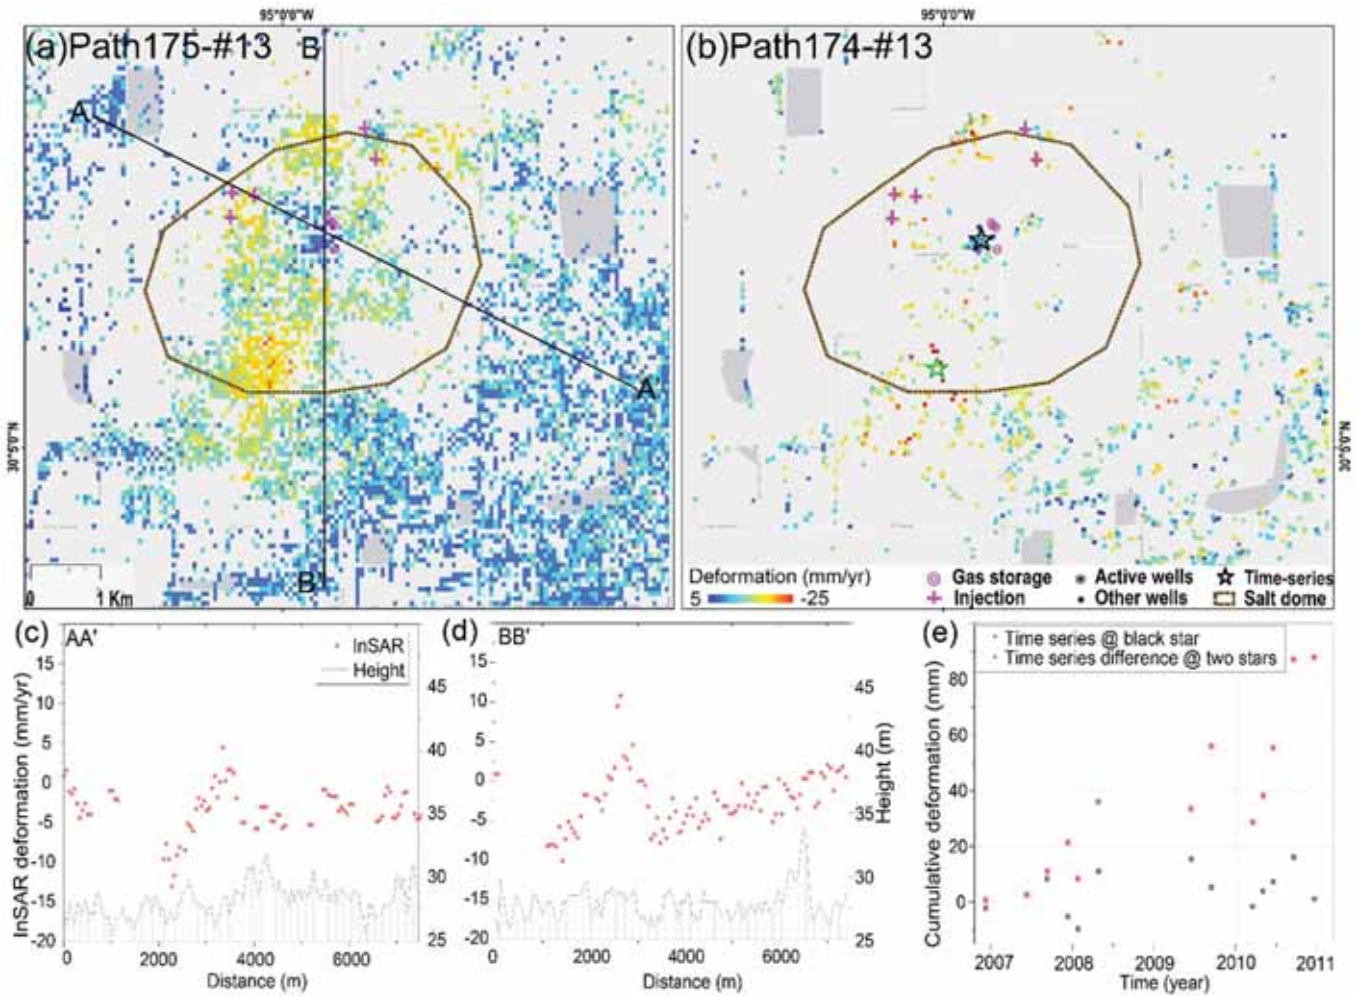 95°0'0"W
95°0'0"W
(a)Path175-#13
B
(b)Path174-#13
A
A'
30°5'0"N
30°5'0"N
B'
0 1 Km
Deformation (mm/yr)
5 -25
Gas storage
Injection
Active wells
Other wells
Time-series
Salt dome
(c) AA'
InSAR
Height
InSAR deformation (mm/yr)
15
10
5
0
-5
-10
-15
-20
45
40
35
30
25
0 2000 4000 6000
Distance (m)
(d) BB'
15
10
5
0
-5
-10
-15
-20
45
40
35
30
25
Height (m)
0 2000 4000 6000
Distance (m)
(e)
Time series @ black star
Time series difference @ two stars
Cumulative deformation (mm)
80
60
40
20
0
2007 2008 2009 2010 2011
Time (year)